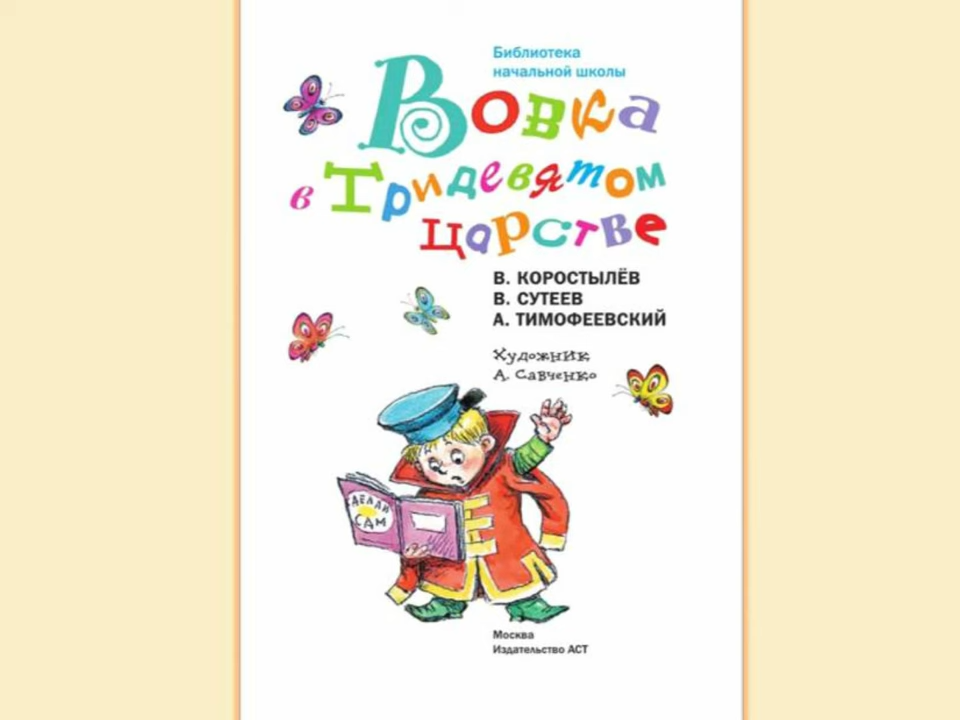 Библиотека
начальной школы
Вовка
в Тридевятом
царстве
В. КОРОСТЫЛЁВ
В. СУТЕЕВ
А. ТИМОФЕЕВСКИЙ
Художник
А. Савченко
СДЕЛАЙ
САМ
Москва
Издательство АСТ